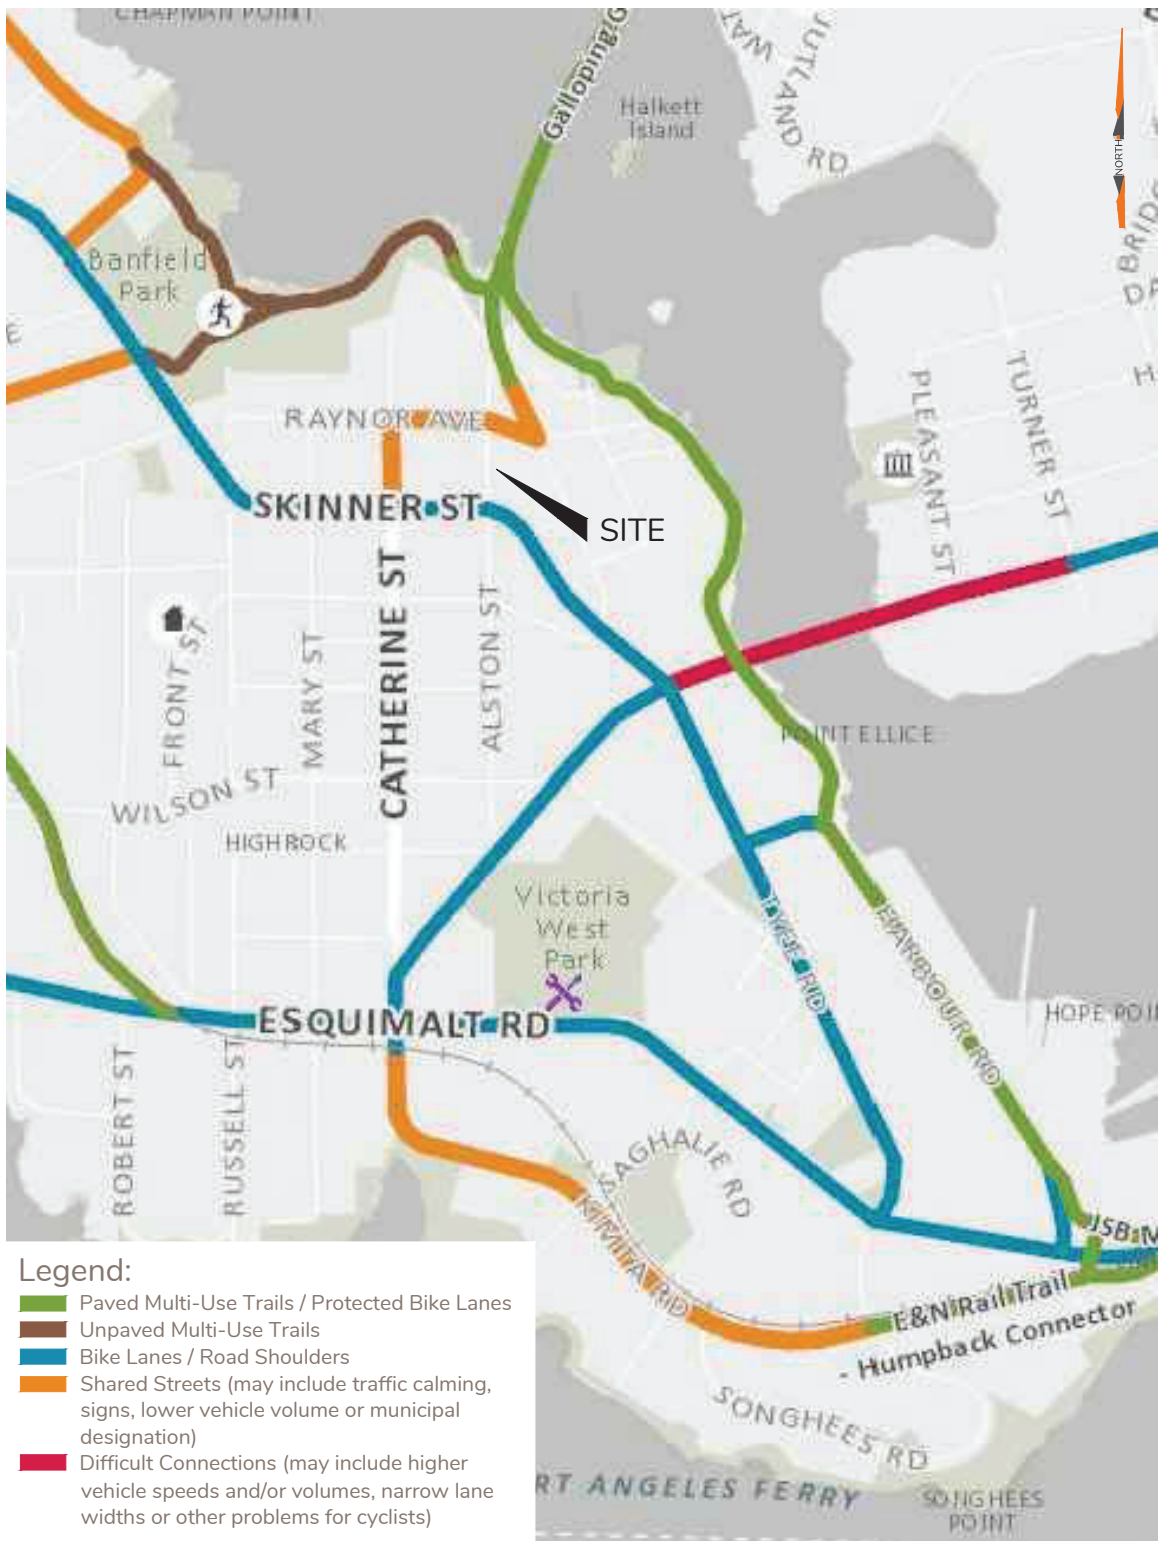 CHAPMAN POINT
Galloping
JUTLAND RD
Halkett
Island
NORTH
Banfield
Park
RAYNOR AVE
PLEASANT ST
TURNER ST
SKINNER ST
SITE
CATHERINE ST
ALSTON ST
FRONT ST
MARY ST
POINT ELLICE
WILSON ST
HIGHROCK
Victoria
West
Park
TYEE RD
HARBOUR RD
ESQUIMALT RD
ROBERT ST
RUSSELL ST
SAGHALIE RD
KIMTA RD
JSB
E&N Rail Trail
- Humpback Connector
SONGHEES RD
RT ANGELES FERRY
SONGHEES
POINT
Legend:
Paved Multi-Use Trails / Protected Bike Lanes
Unpaved Multi-Use Trails
Bike Lanes / Road Shoulders
Shared Streets (may include traffic calming,
signs, lower vehicle volume or municipal
designation)
Difficult Connections (may include higher
vehicle speeds and/or volumes, narrow lane
widths or other problems for cyclists)